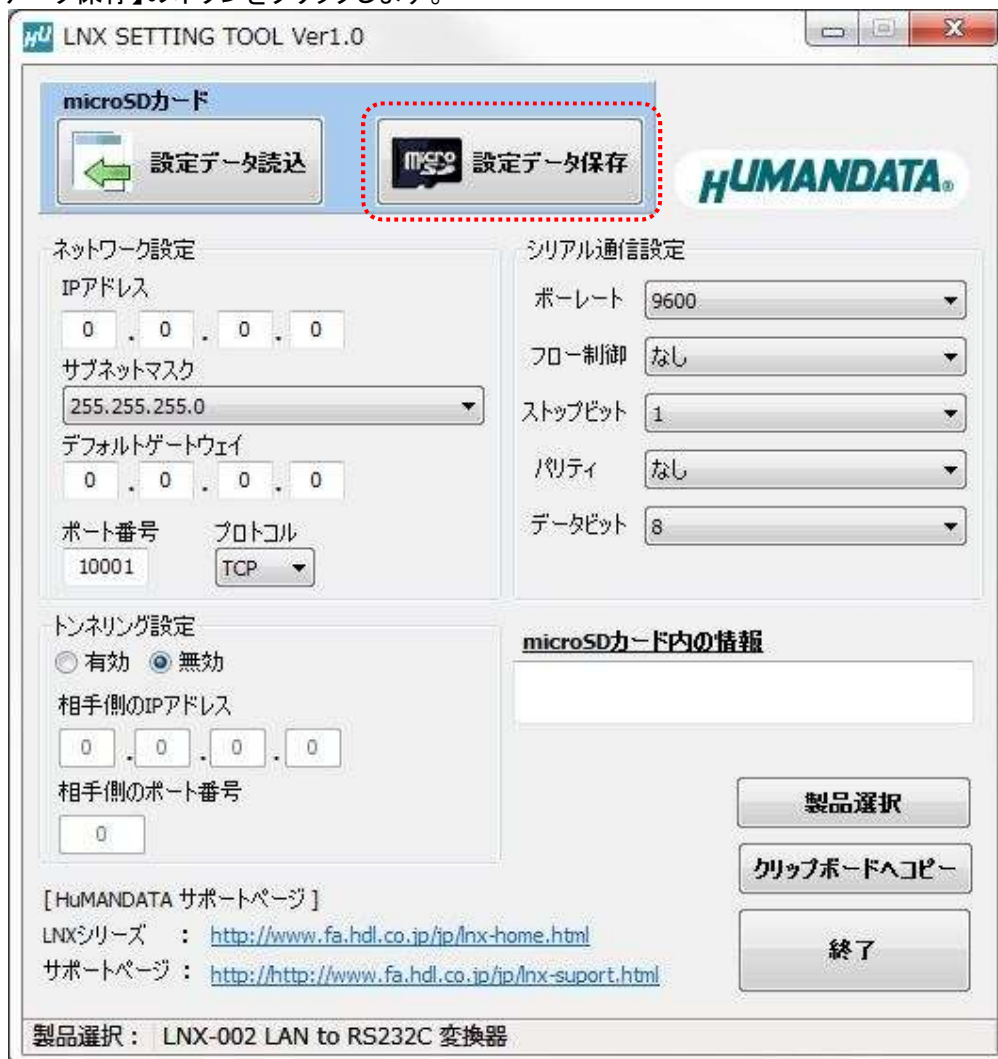 データ保存】のボタンをクリックします。
LNX SETTING TOOL Ver1.0
microSDカード
設定データ読込
micro 設定データ保存
HUMANDATA®
ネットワーク設定
IPアドレス
0 . 0 . 0 . 0
サブネットマスク
255.255.255.0
デフォルトゲートウェイ
0 . 0 . 0 . 0
ポート番号 プロトコル
10001 TCP
シリアル通信設定
ボーレート 9600
フロー制御 なし
ストップビット 1
パリティ なし
データビット 8
トンネリング設定
有効 無効
相手側のIPアドレス
0 . 0 . 0 . 0
相手側のポート番号
0
microSDカード内の情報
製品選択
クリップボードへコピー
終了
[HuMANDATA サポートページ]
LNXシリーズ : http://www.fa.hdl.co.jp/jp/lnx-home.html
サポートページ : http://http://www.fa.hdl.co.jp/jp/lnx-suport.html
製品選択: LNX-002 LAN to RS232C 変換器